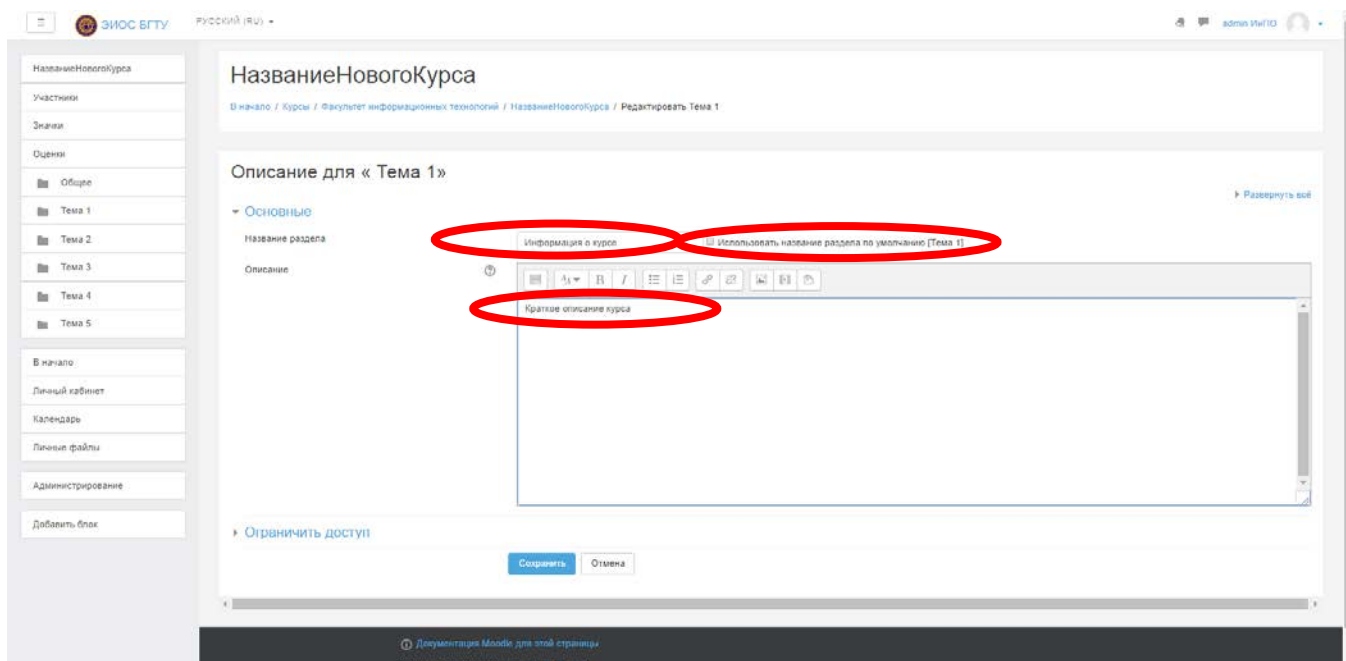 ЭИОС БГТУ
РУССКИЙ (RU)
admin ИиПО
НазваниеНовогоКурса
Участники
Значки
Оценки
Общее
Тема 1
Тема 2
Тема 3
Тема 4
Тема 5
В начало
Личный кабинет
Календарь
Личные файлы
Администрирование
Добавить блок
НазваниеНовогоКурса
В начало / Курсы / Факультет информационных технологий / НазваниеНовогоКурса / Редактировать Тема 1
Описание для « Тема 1»
Развернуть всё
Основные
Название раздела
Информация о курсе
Использовать название раздела по умолчанию [Тема 1]
Описание
Краткое описание курса
Ограничить доступ
Сохранить
Отмена
Документация Moodle для этой страницы